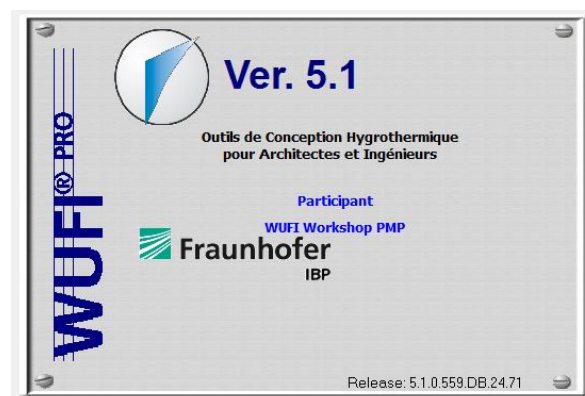 WUFI® PRO
Ver. 5.1
Outils de Conception Hygrothermique
pour Architectes et Ingénieurs
Participant
WUFI Workshop PMP
Fraunhofer
IBP
Release: 5.1.0.559.DB.24.71